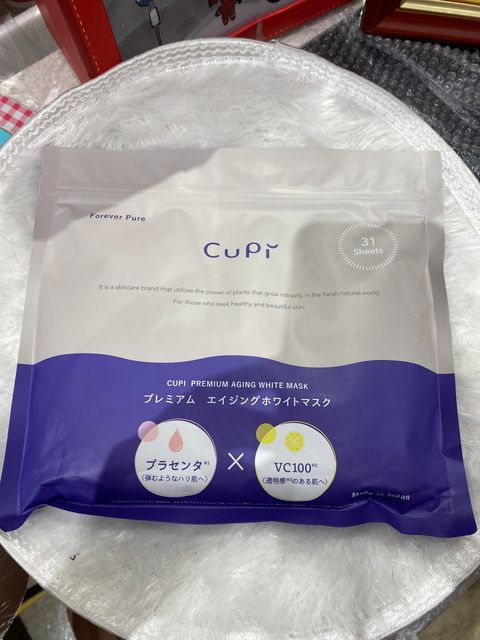 Forever Pure
CUPI
31
Sheets
It is a skincare brand that utilizes the power of plants that grow robustly in the harsh natural world.
For those who seek healthy and beautiful skin.
CUPI PREMIUM AGING WHITE MASK
プレミアム エイジングホワイトマスク
プラセンタ※1
〈弾むようなハリ肌へ〉
×
VC100※2
〈透明感※3のある肌へ〉
Made in Japan